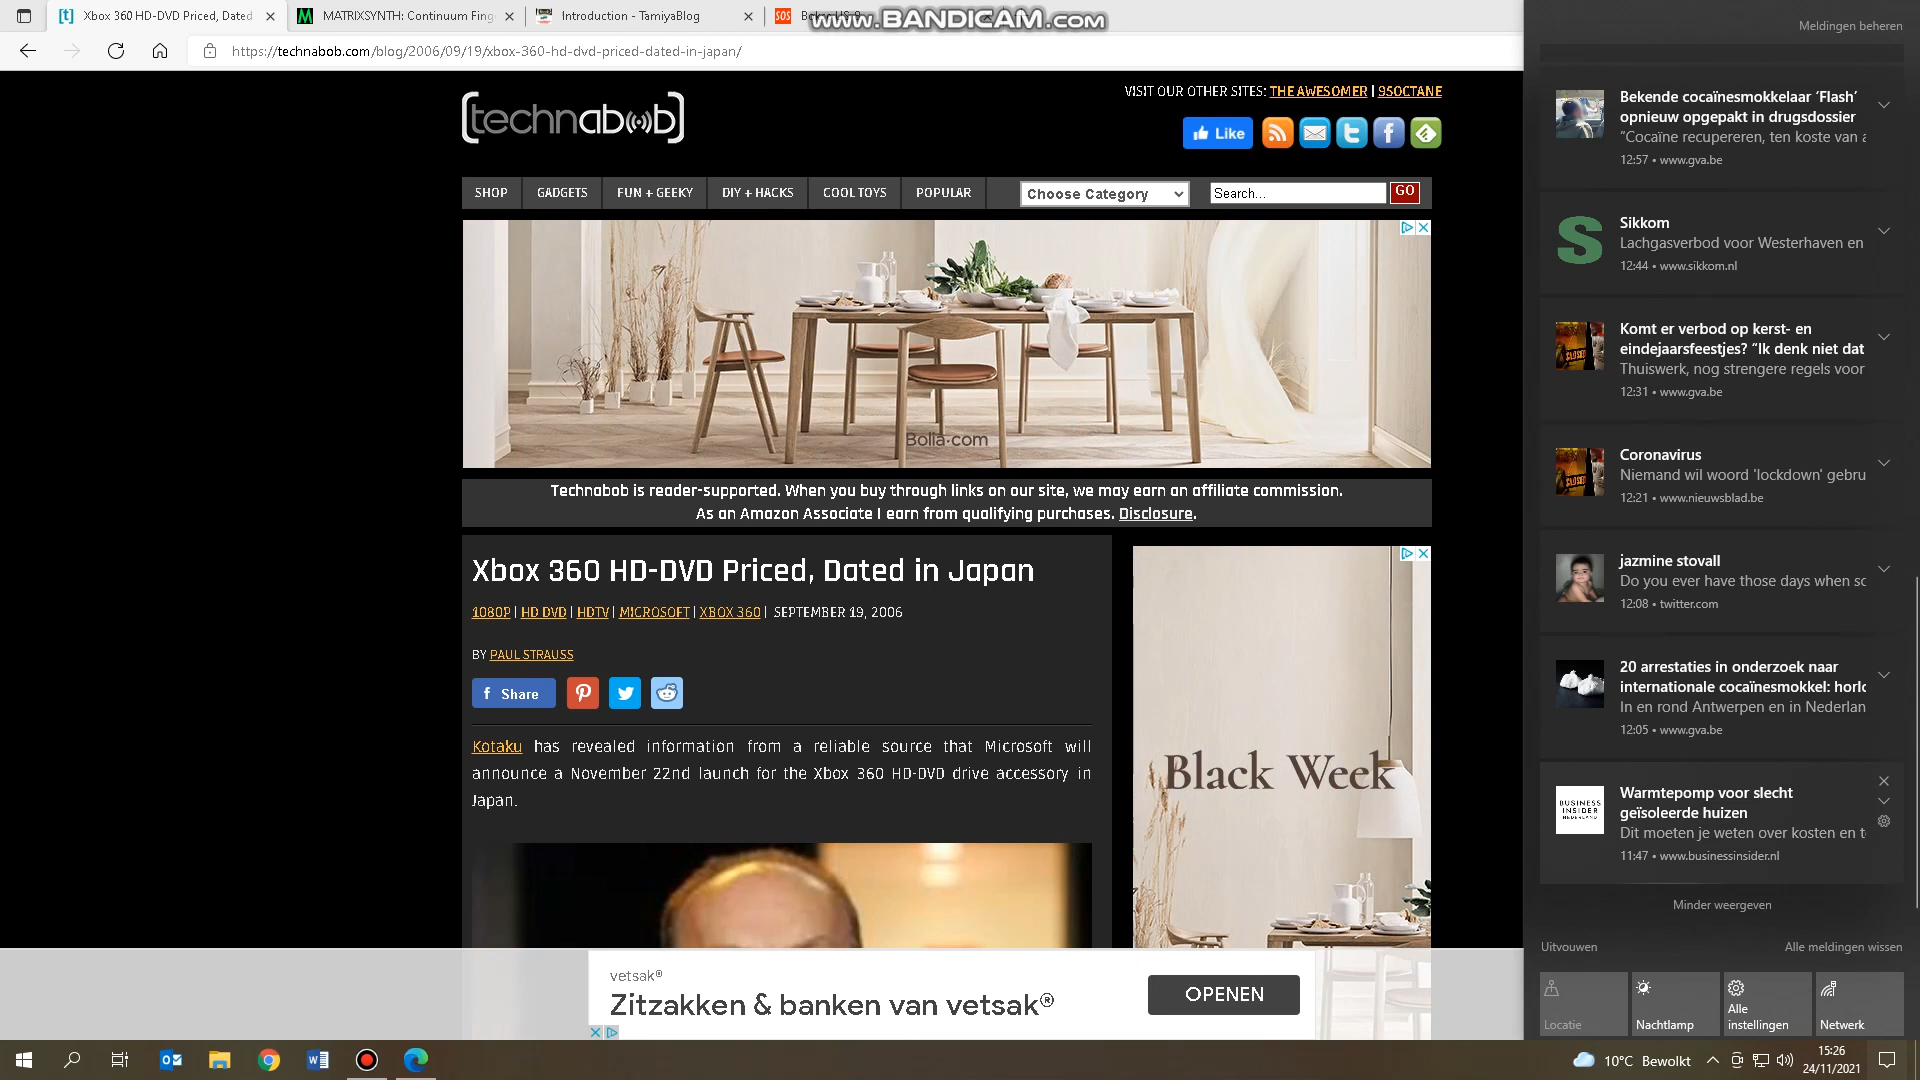 Xbox 360 HD-DVD Priced, Dated
MATRIXSYNTH: Continuum Fing
Introduction - TamiyaBlog
www.BANDICAM.com
https://technabob.com/blog/2006/09/19/xbox-360-hd-dvd-priced-dated-in-japan/
[technabob]
VISIT OUR OTHER SITES: THE AWESOMER | 95OCTANE
Like
SHOP
GADGETS
FUN + GEEKY
DIY + HACKS
COOL TOYS
POPULAR
Choose Category
Search...
GO
Bolia.com
Technabob is reader-supported. When you buy through links on our site, we may earn an affiliate commission.
As an Amazon Associate I earn from qualifying purchases. Disclosure.
Xbox 360 HD-DVD Priced, Dated in Japan
1080P | HD DVD | HDTV | MICROSOFT | XBOX 360 | SEPTEMBER 19, 2006
BY PAUL STRAUSS
Share
Kotaku has revealed information from a reliable source that Microsoft will
announce a November 22nd launch for the Xbox 360 HD-DVD drive accessory in
Japan.
Black Week
vetsak®
Zitzakken & banken van vetsak®
OPENEN
Meldingen beheren
Bekende cocaïnesmokkelaar ‘Flash’
opnieuw opgepakt in drugsdossier
“Cocaïne recupereren, ten koste van a
12:57 • www.gva.be
Sikkom
Lachgasverbod voor Westerhaven en
12:44 • www.sikkom.nl
Komt er verbod op kerst- en
eindejaarsfeestjes? “Ik denk niet dat
Thuiswerk, nog strengere regels voor
12:31 • www.gva.be
Coronavirus
Niemand wil woord 'lockdown' gebru
12:21 • www.nieuwsblad.be
jazmine stovall
Do you ever have those days when sc
12:08 • twitter.com
20 arrestaties in onderzoek naar
internationale cocaïnesmokkel: horlo
In en rond Antwerpen en in Nederlan
12:05 • www.gva.be
BUSINESS
INSIDER
NEDERLAND
Warmtepomp voor slecht
geïsoleerde huizen
Dit moeten je weten over kosten en t
11:47 • www.businessinsider.nl
Minder weergeven
Uitvouwen
Alle meldingen wissen
Locatie
Nachtlamp
Alle
instellingen
Netwerk
10°C Bewolkt
15:26
24/11/2021